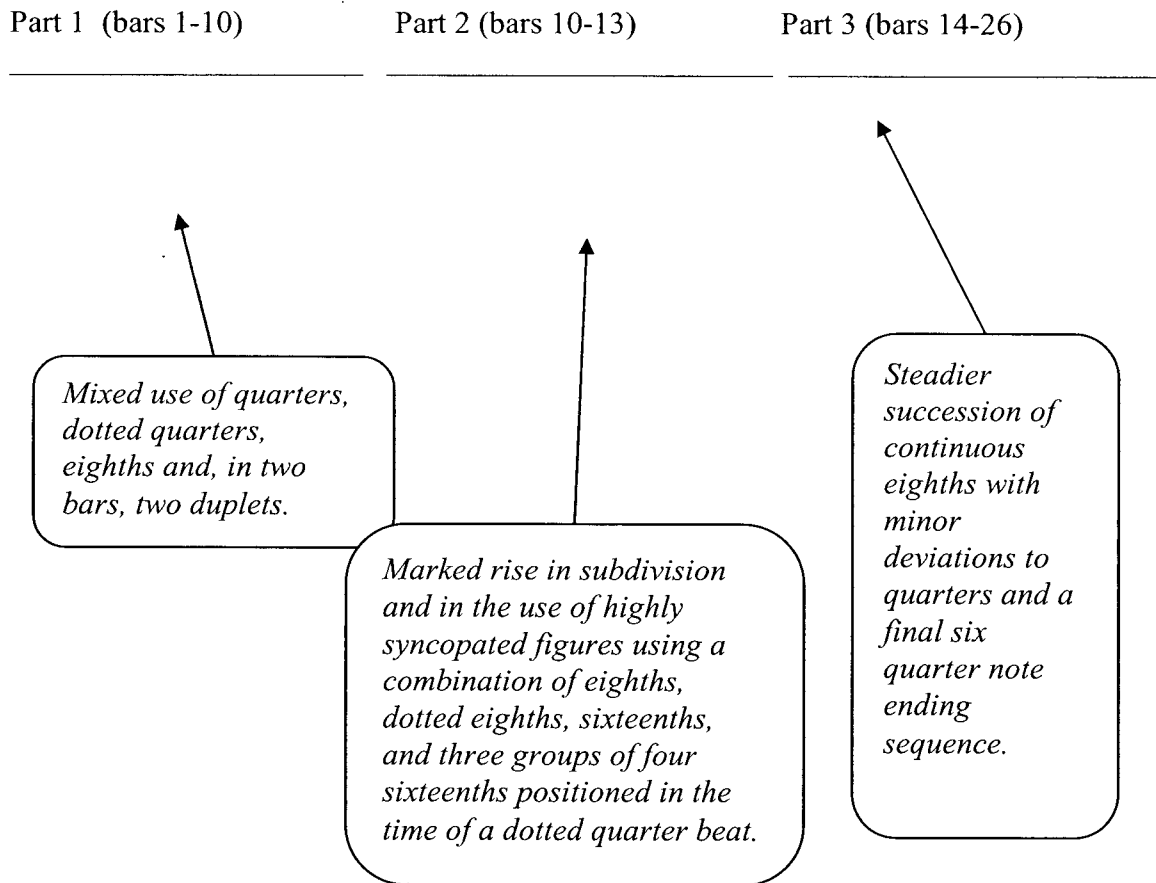 Part 1 (bars 1-10)
Part 2 (bars 10-13)
Part 3 (bars 14-26)
Mixed use of quarters,
dotted quarters,
eighths and, in two
bars, two duplets.
Marked rise in subdivision
and in the use of highly
syncopated figures using a
combination of eighths,
dotted eighths, sixteenths,
and three groups of four
sixteenths positioned in the
time of a dotted quarter beat.
Steadier
succession of
continuous
eighths with
minor
deviations to
quarters and a
final six
quarter note
ending
sequence.